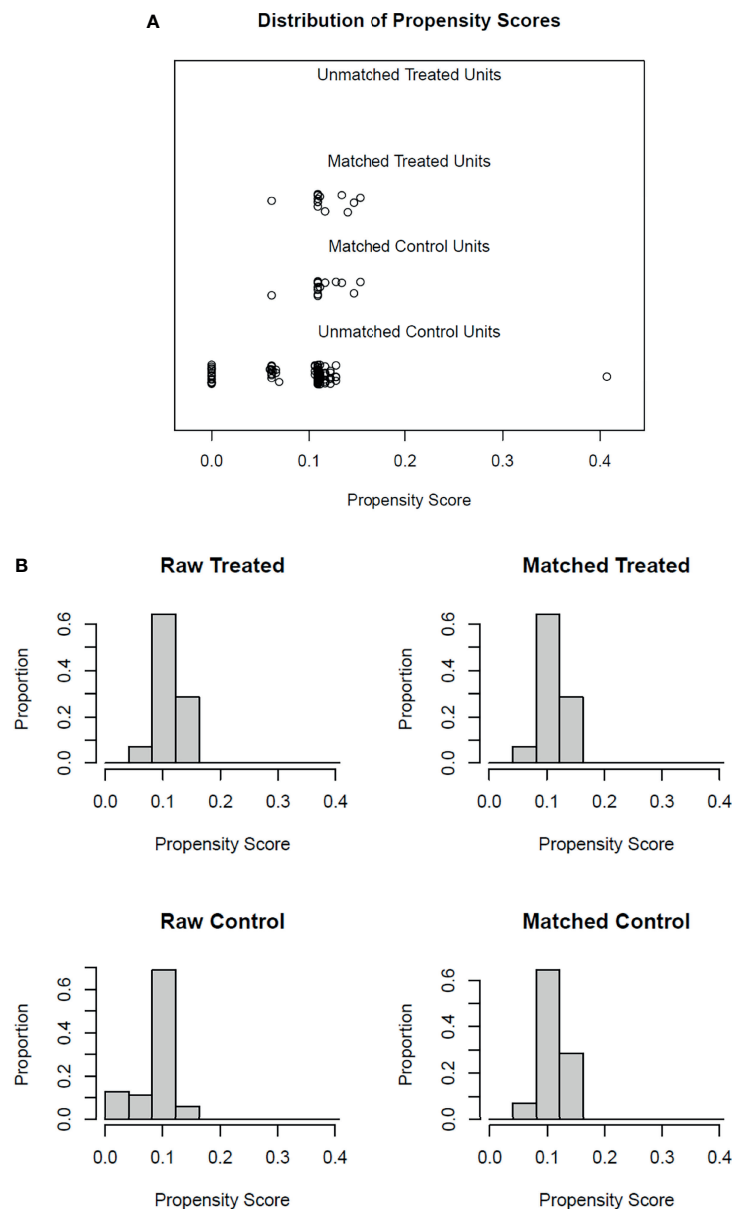 A
Distribution of Propensity Scores
Unmatched Treated Units
Matched Treated Units
Matched Control Units
Unmatched Control Units
0.0 0.1 0.2 0.3 0.4
Propensity Score
B
Raw Treated
Proportion
0.0 0.2 0.4 0.6
0.0 0.1 0.2 0.3 0.4
Propensity Score
Matched Treated
Proportion
0.0 0.2 0.4 0.6
0.0 0.1 0.2 0.3 0.4
Propensity Score
Raw Control
Proportion
0.0 0.2 0.4 0.6
0.0 0.1 0.2 0.3 0.4
Propensity Score
Matched Control
Proportion
0.0 0.2 0.4 0.6
0.0 0.1 0.2 0.3 0.4
Propensity Score